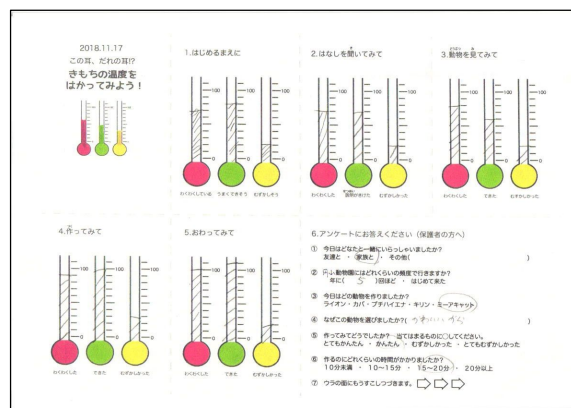 2018.11.17
この耳、だれの耳!?
きもちの温度を
はかってみよう！
1.はじめるまえに
100
0
わくわくしている
うまくできそう
むずかしそう
2.はなしを聞いてみて
100
0
わくわくした
むずかしかった
3.動物を見てみて
100
0
わくわくした
できた
むずかしかった
4.作ってみて
100
0
わくわくした
できた
むずかしかった
5.おわってみて
100
0
わくわくした
できた
むずかしかった
6.アンケートにお答えください（保護者の方へ）
① 今日はどなたと一緒にいらっしゃいましたか？
友達と ・ 家族と ・ その他( )
② 動物園にはどれくらいの頻度で行きますか？
年に( 5 )回ほど ・ はじめて来た
③ 今日はどの動物を作りましたか？
ライオン・カバ・ブチハイエナ・キリン・ミーアキャット
④ なぜこの動物を選びましたか？( かわいいから )
⑤ 作ってみてどうでしたか？ 当てはまるものに○してください。
とてもかんたん ・ かんたん ・ むずかしかった ・ とてもむずかしかった
⑥ 作るのにどれくらいの時間がかかりましたか？
10分未満 ・ 10～15分 ・ 15～20分 ・ 20分以上
⑦ ウラの面にもうすこしつづきます。